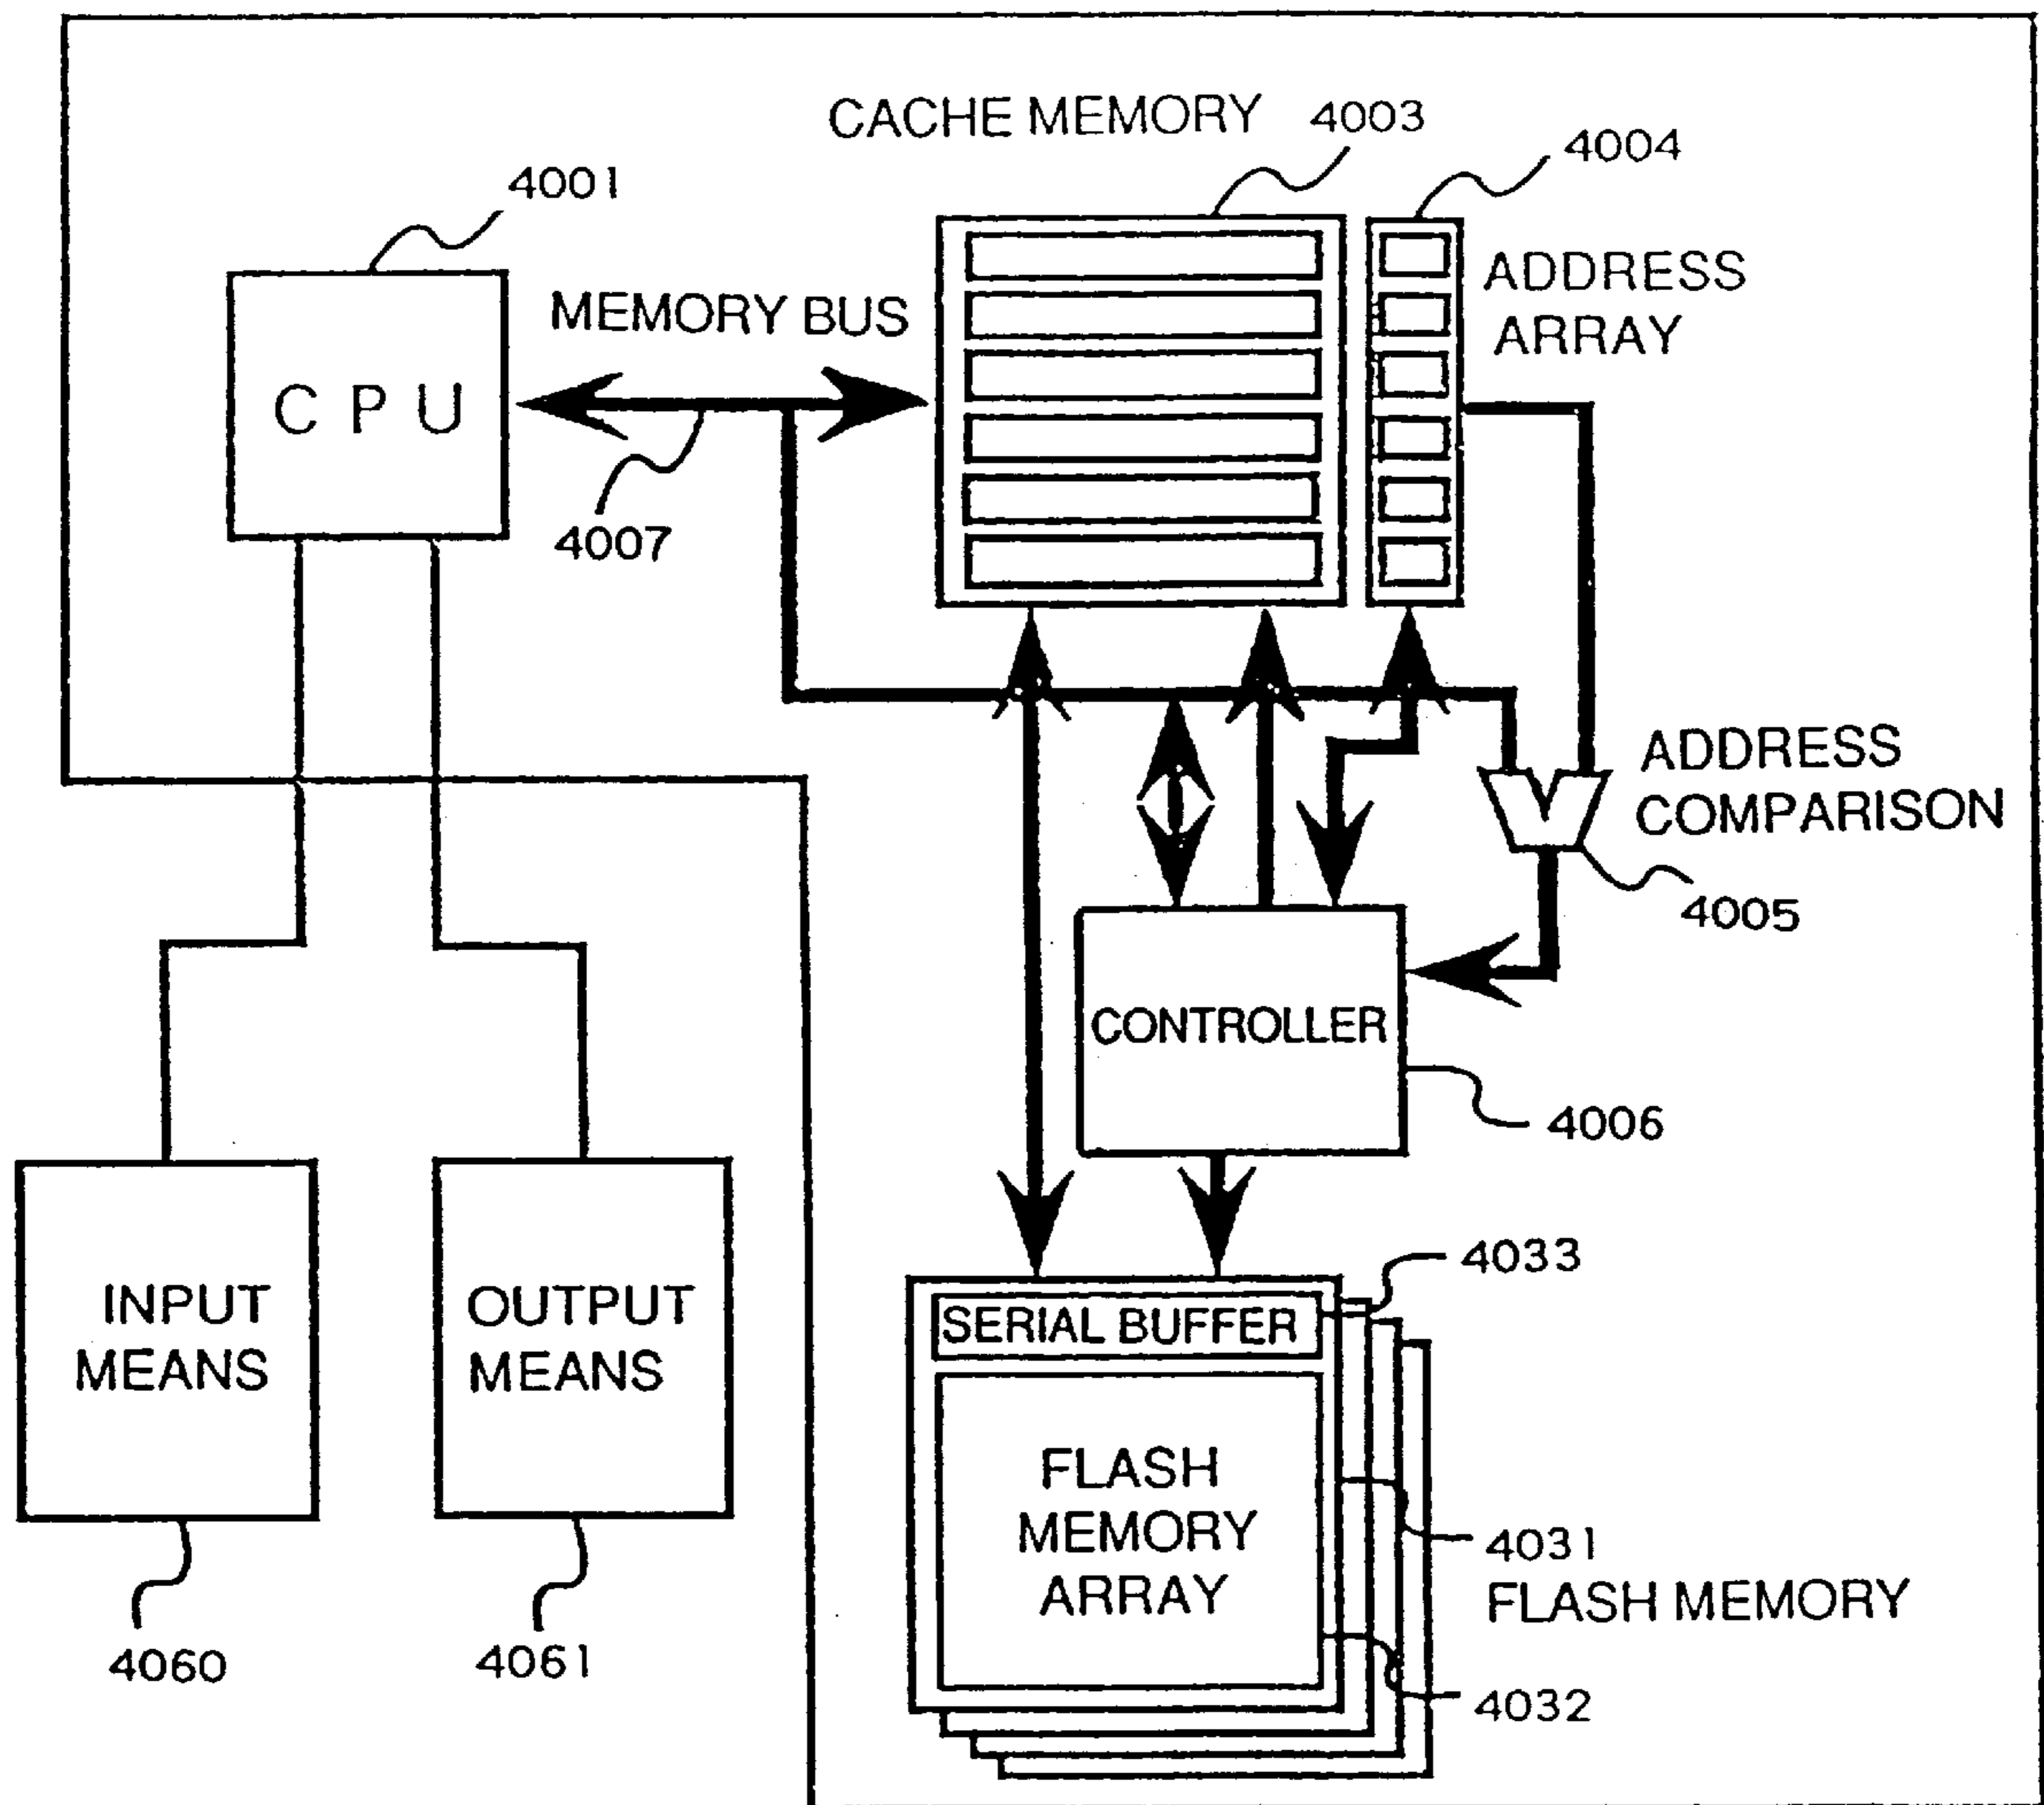 CACHE MEMORY 4003
4004
4001
ADDRESS
ARRAY
MEMORY BUS
C P U
4007
ADDRESS
COMPARISON
4005
CONTROLLER
4006
4033
SERIAL BUFFER
INPUT
MEANS
OUTPUT
MEANS
FLASH
MEMORY
ARRAY
4031
FLASH MEMORY
4060
4061
4032